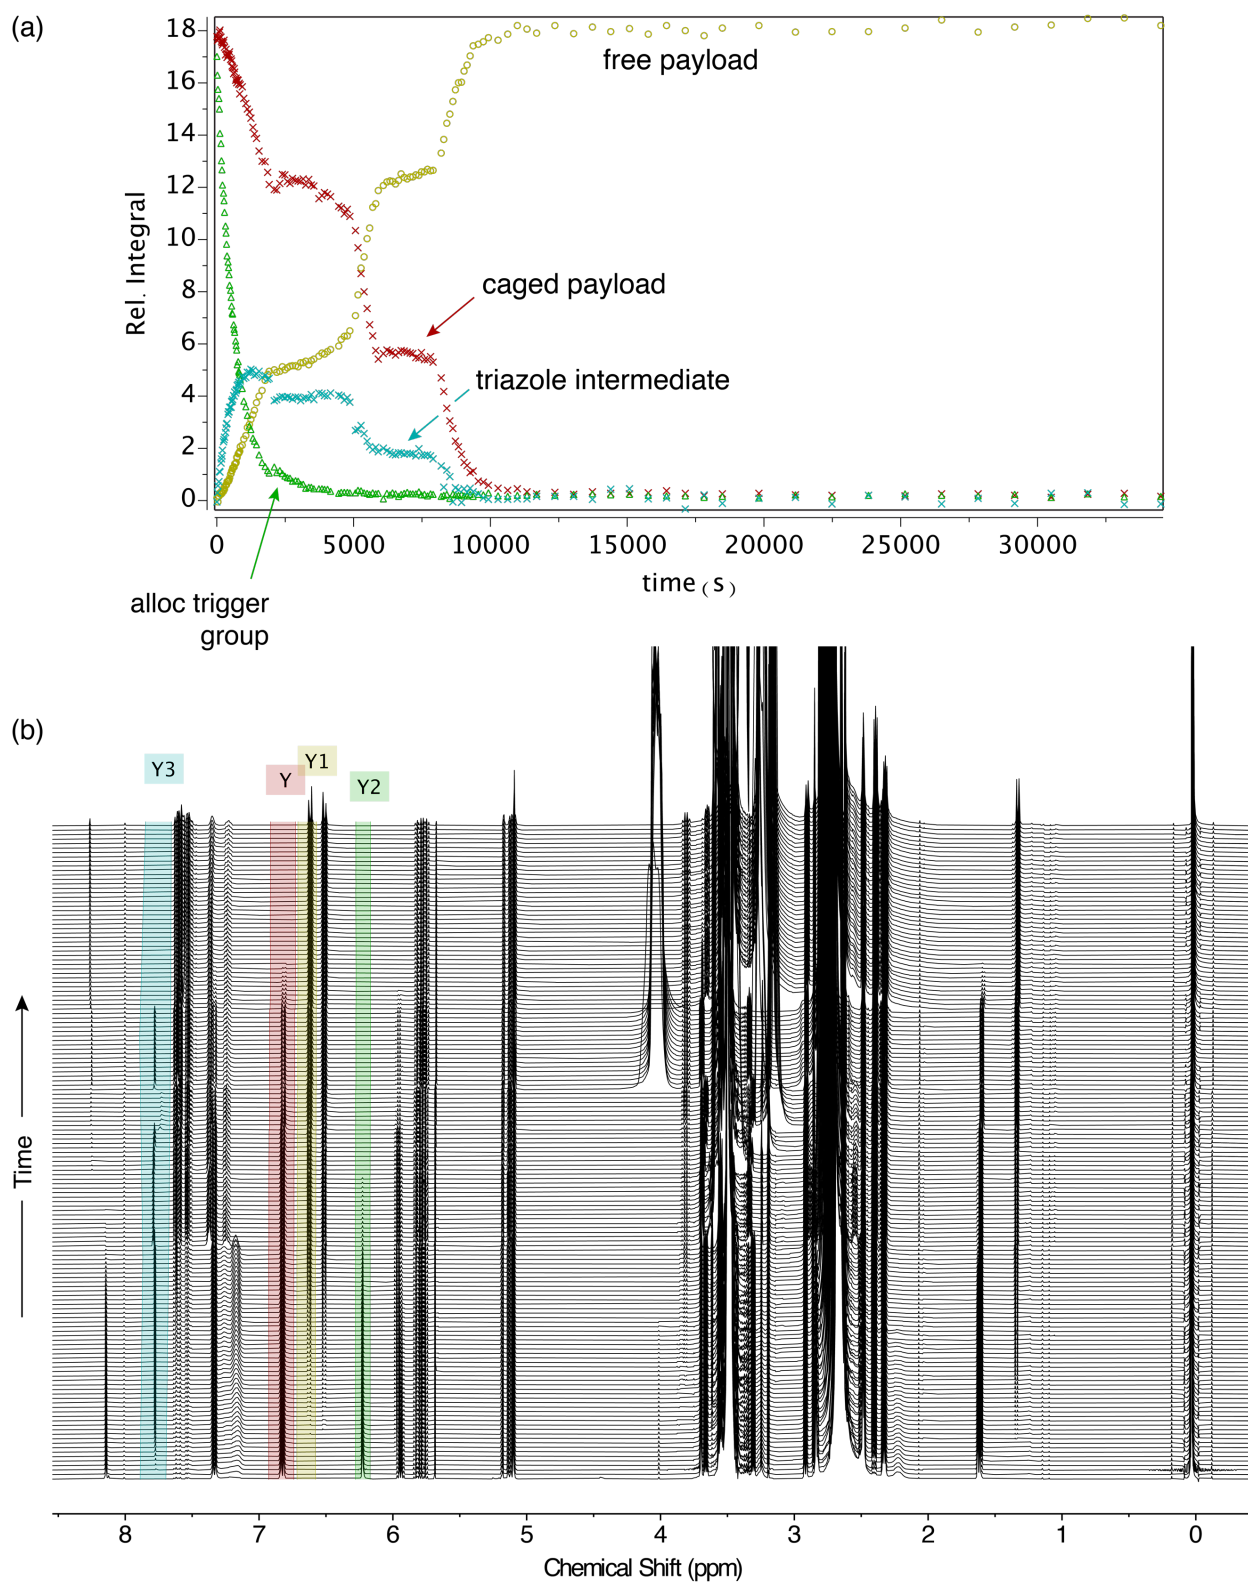 (a)
18
16
14
12
10
8
6
4
2
0
Rel. Integral
free payload
caged payload
triazole intermediate
0 5000 10000 15000 20000 25000 30000
time (s)
alloc trigger
group
(b)
Y3
Y
Y1
Y2
Time
8 7 6 5 4 3 2 1 0
Chemical Shift (ppm)